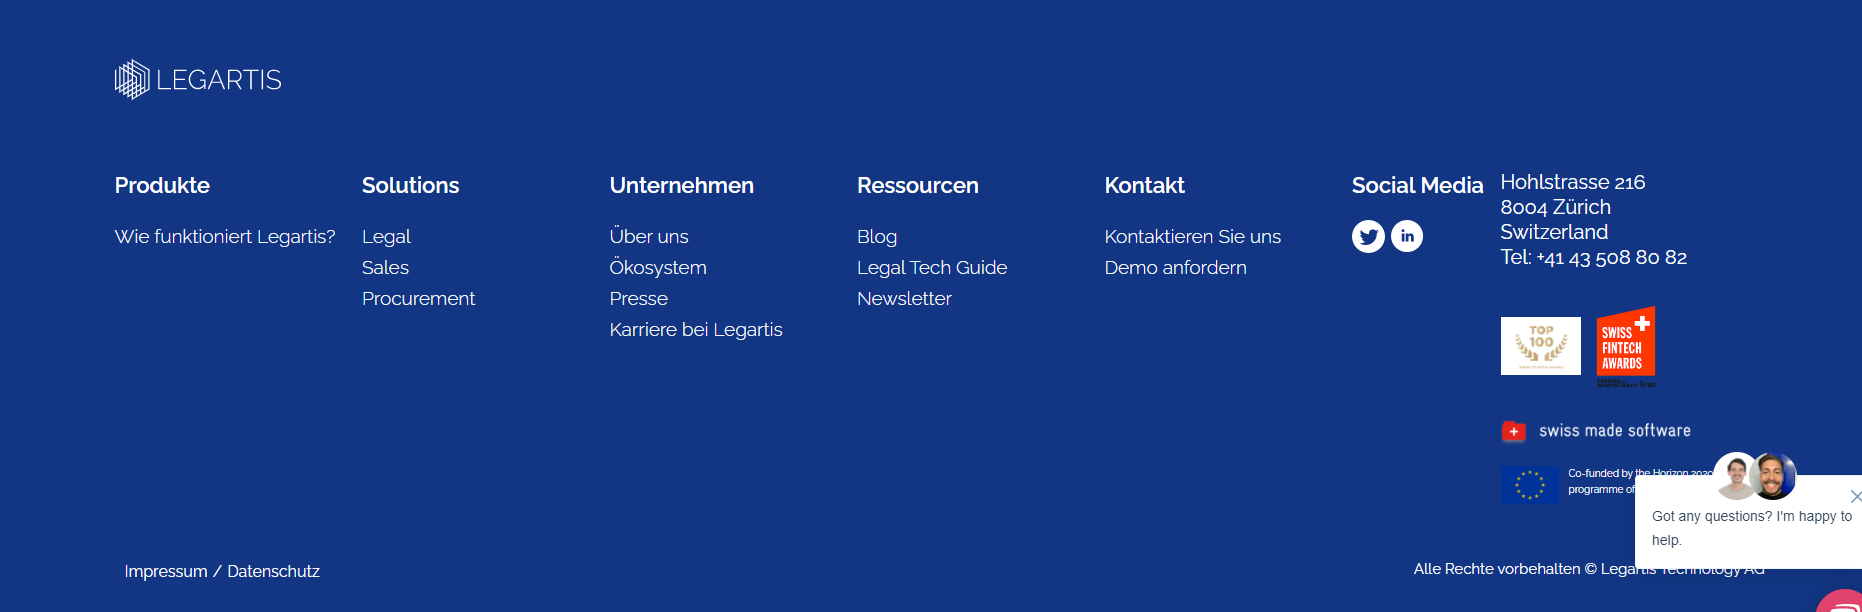 LEGARTIS
Produkte
Wie funktioniert Legartis?
Solutions
Legal
Sales
Procurement
Unternehmen
Über uns
Ökosystem
Presse
Karriere bei Legartis
Ressourcen
Blog
Legal Tech Guide
Newsletter
Kontakt
Kontaktieren Sie uns
Demo anfordern
Social Media
in
Hohlstrasse 216
8004 Zürich
Switzerland
Tel: +41 43 508 80 82
TOP
100
SWISS
FINTECH
AWARDS
swiss made software
Co-funded by the Horizon 2020
programme of
Got any questions? I'm happy to
help.
Impressum / Datenschutz
Alle Rechte vorbehalten © Legartis Technology AG